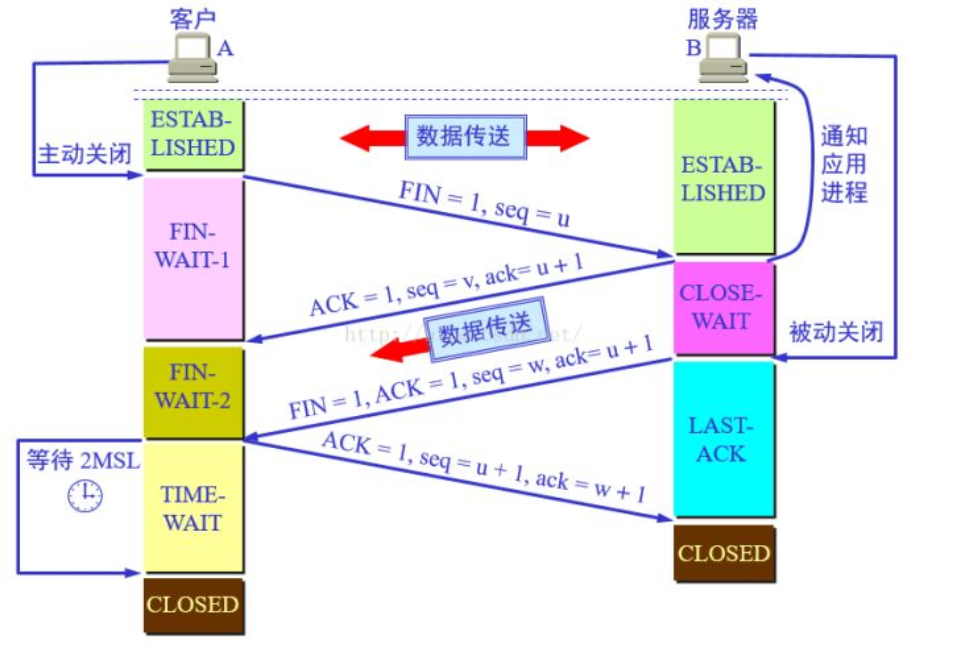 客户
A
服务器
B
ESTAB-
LISHED
数据传送
主动关闭
ESTAB-
LISHED
通知
应用
进程
FIN = 1, seq = u
FIN-
WAIT-1
ACK = 1, seq = v, ack= u + 1
CLOSE-
WAIT
数据传送
被动关闭
FIN-
WAIT-2
FIN = 1, ACK = 1, seq = w, ack= u + 1
LAST-
ACK
ACK = 1, seq = u + 1, ack = w + 1
等待 2MSL
TIME-
WAIT
CLOSED
CLOSED